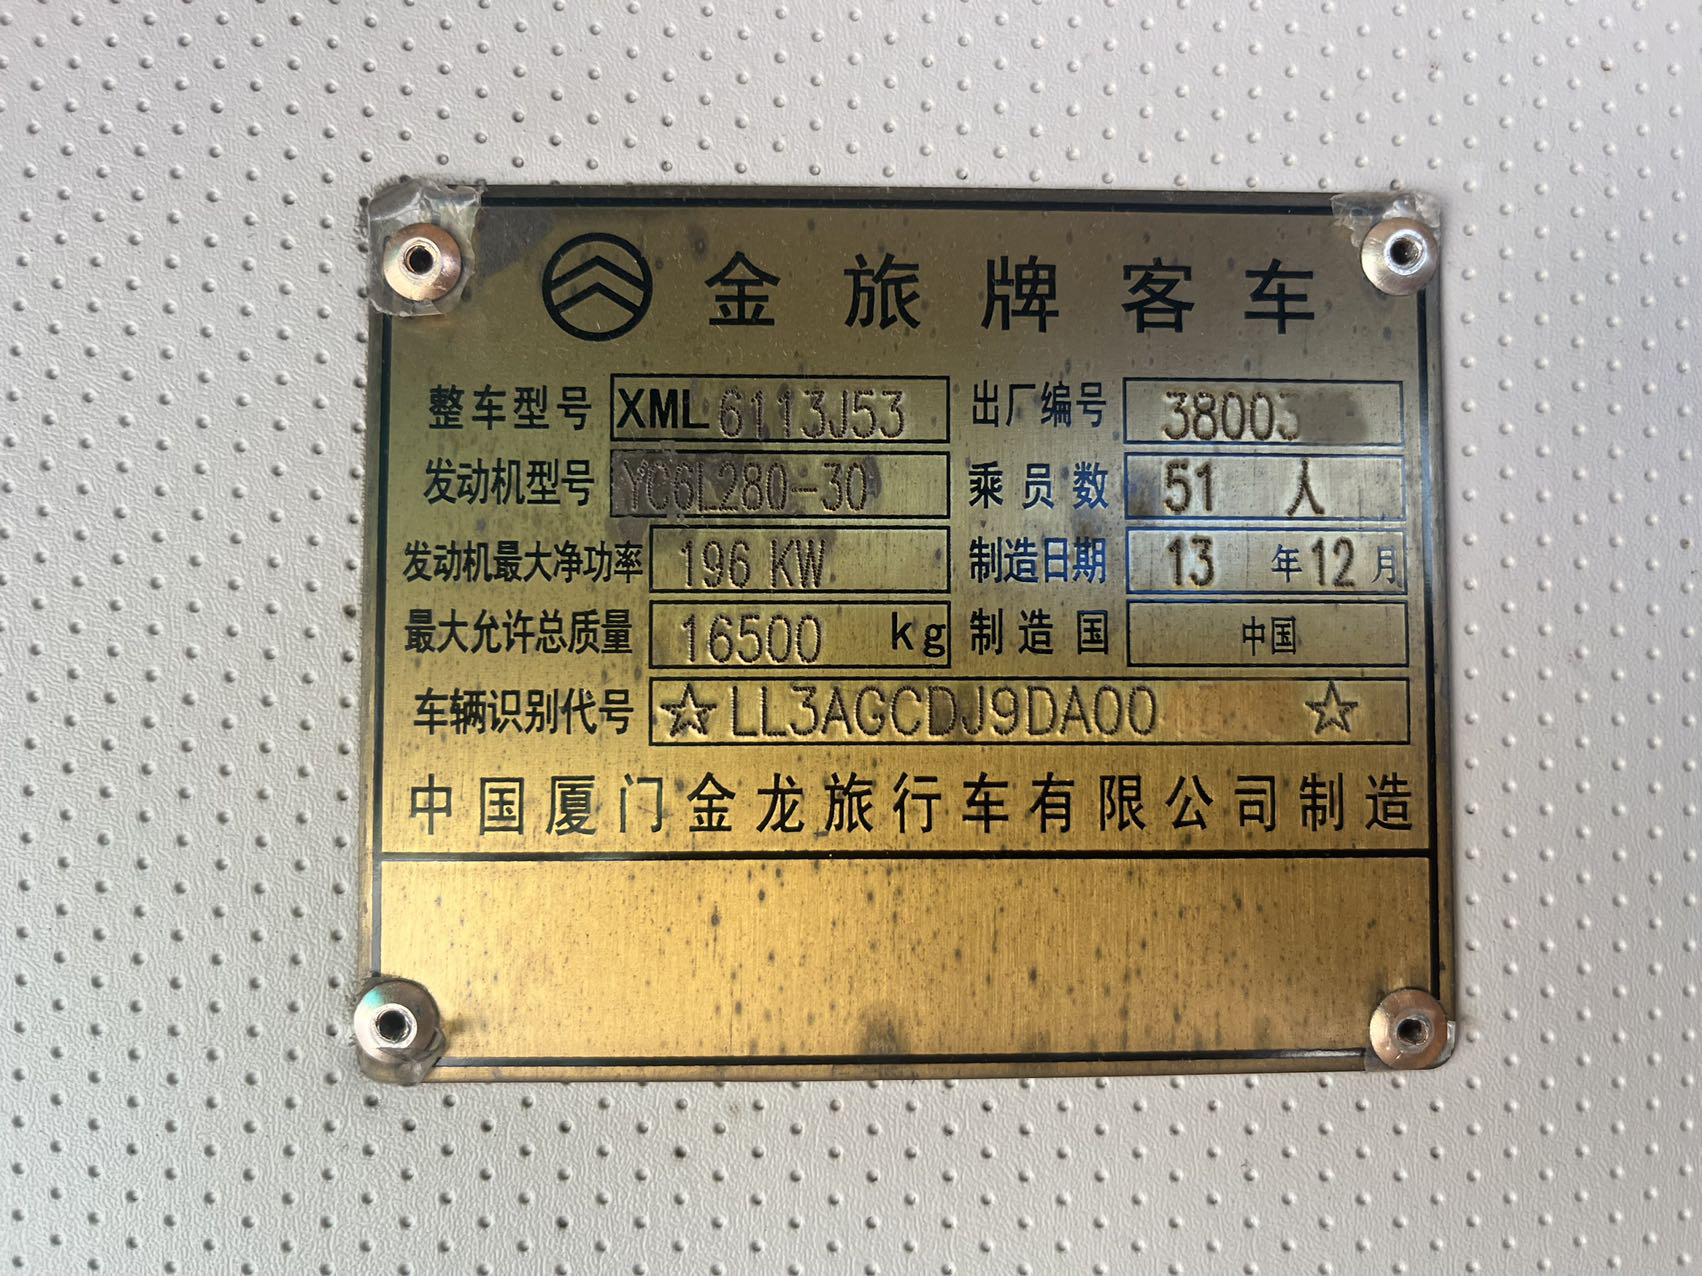 金旅牌客车
整车型号 XML 6113J53 出厂编号 38003
发动机型号 YC6L280-30 乘员数 51 人
发动机最大净功率 196 KW 制造日期 13 年 12 月
最大允许总质量 16500 kg 制造国 中国
车辆识别代号 ☆LL3AGCDJ9DA00 ☆
中国厦门金龙旅行车有限公司制造